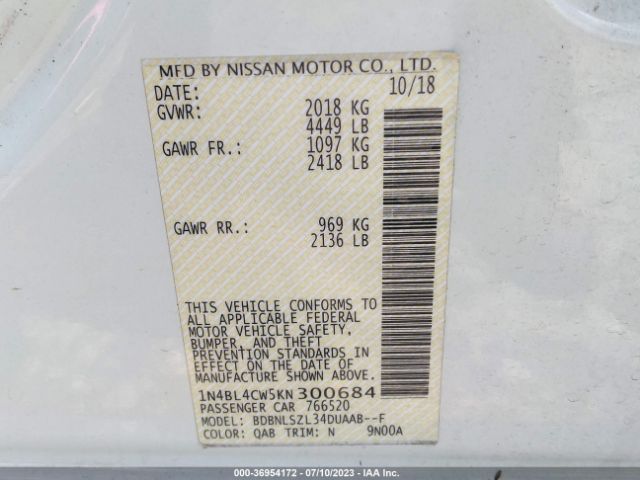 MFD BY NISSAN MOTOR CO., LTD.
DATE: 10/18
GVWR: 2018 KG
4449 LB
GAWR FR.: 1097 KG
2418 LB
GAWR RR.: 969 KG
2136 LB
THIS VEHICLE CONFORMS TO
ALL APPLICABLE FEDERAL
MOTOR VEHICLE SAFETY,
BUMPER, AND THEFT
PREVENTION STANDARDS IN
EFFECT ON THE DATE OF
MANUFACTURE SHOWN ABOVE.
1N4BL4CW5KN300684
PASSENGER CAR 766520
MODEL: BDBNLSZL34DUAAB--F
COLOR: QAB TRIM: N 9N00A
000-36954172 - 07/10/2023 - IAA Inc.